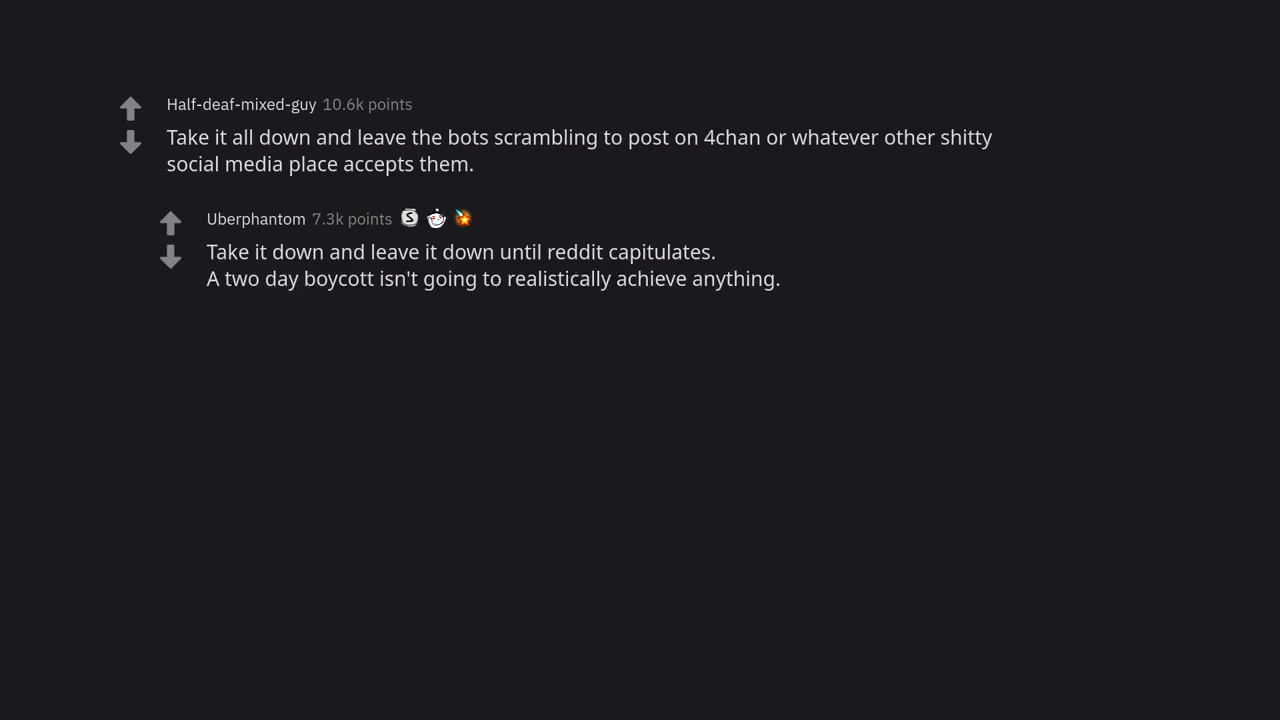 Half-deaf-mixed-guy 10.6k points
Take it all down and leave the bots scrambling to post on 4chan or whatever other shitty
social media place accepts them.
Uberphantom 7.3k points
Take it down and leave it down until reddit capitulates.
A two day boycott isn't going to realistically achieve anything.